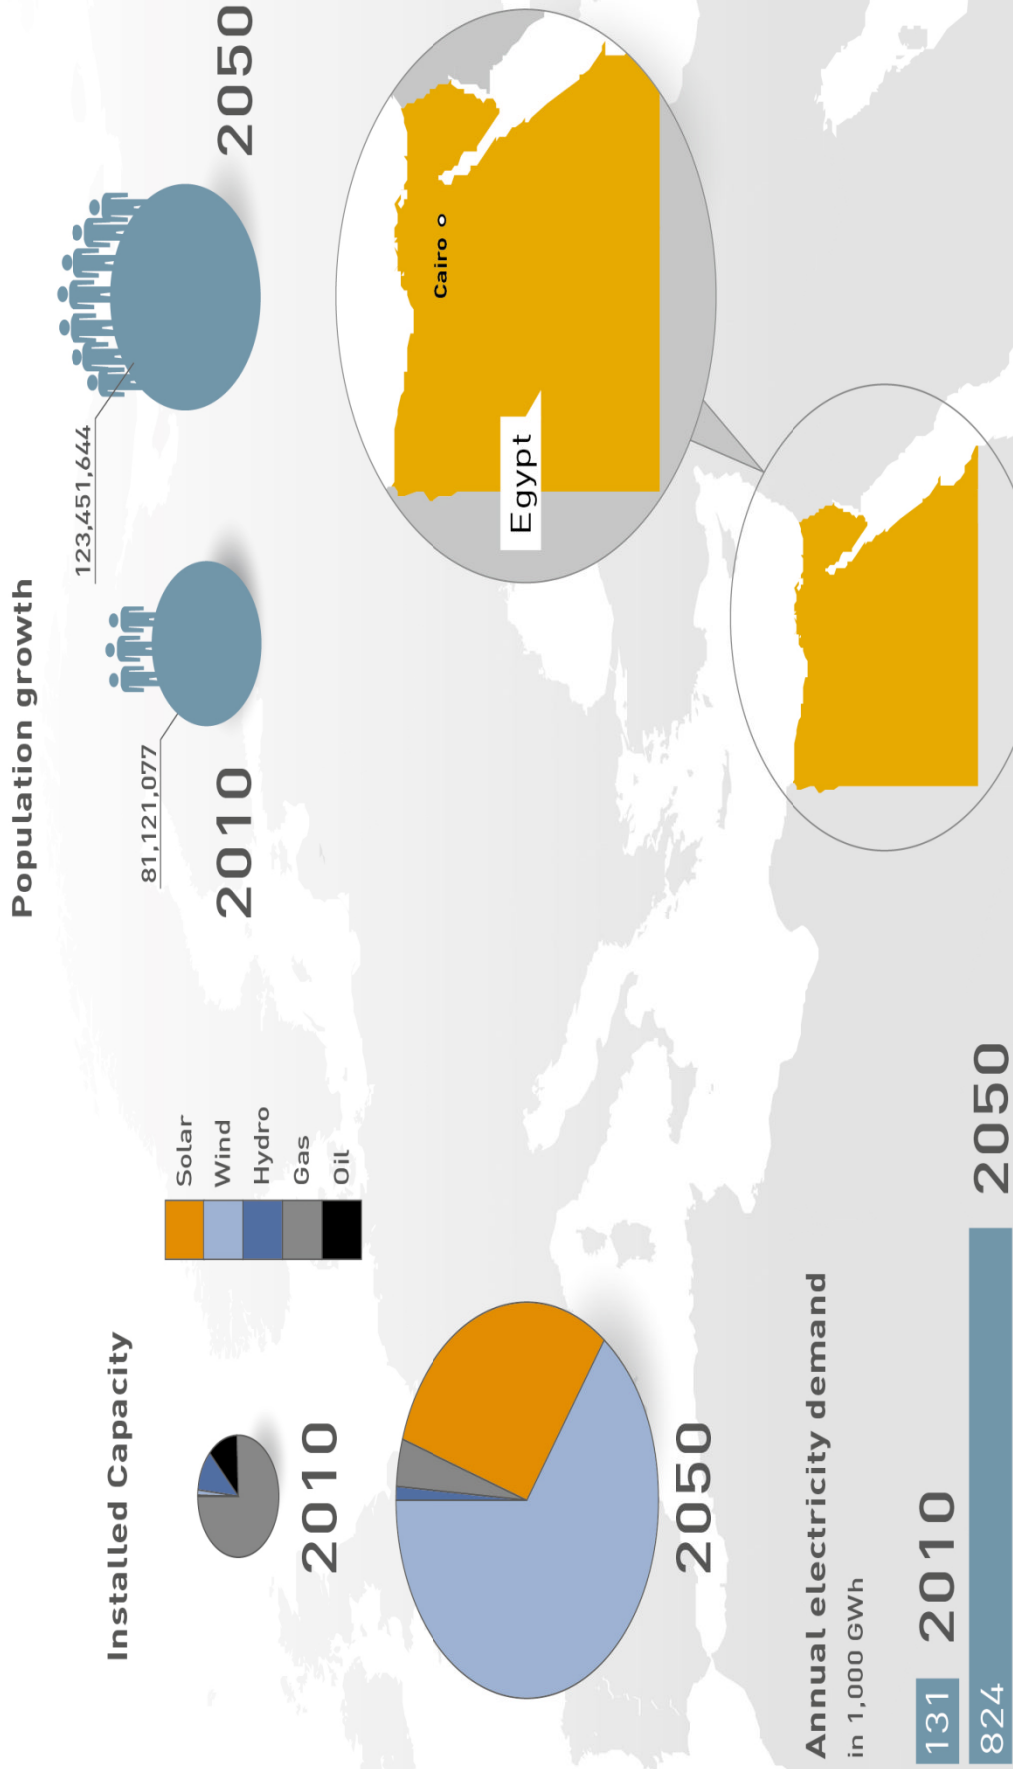 Installed Capacity
2010
Solar
Wind
Hydro
Gas
Oil
2050
Population growth
81,121,077
2010
123,451,644
2050
Cairo
Egypt
Annual electricity demand
in 1,000 GWh
131 2010
824 2050